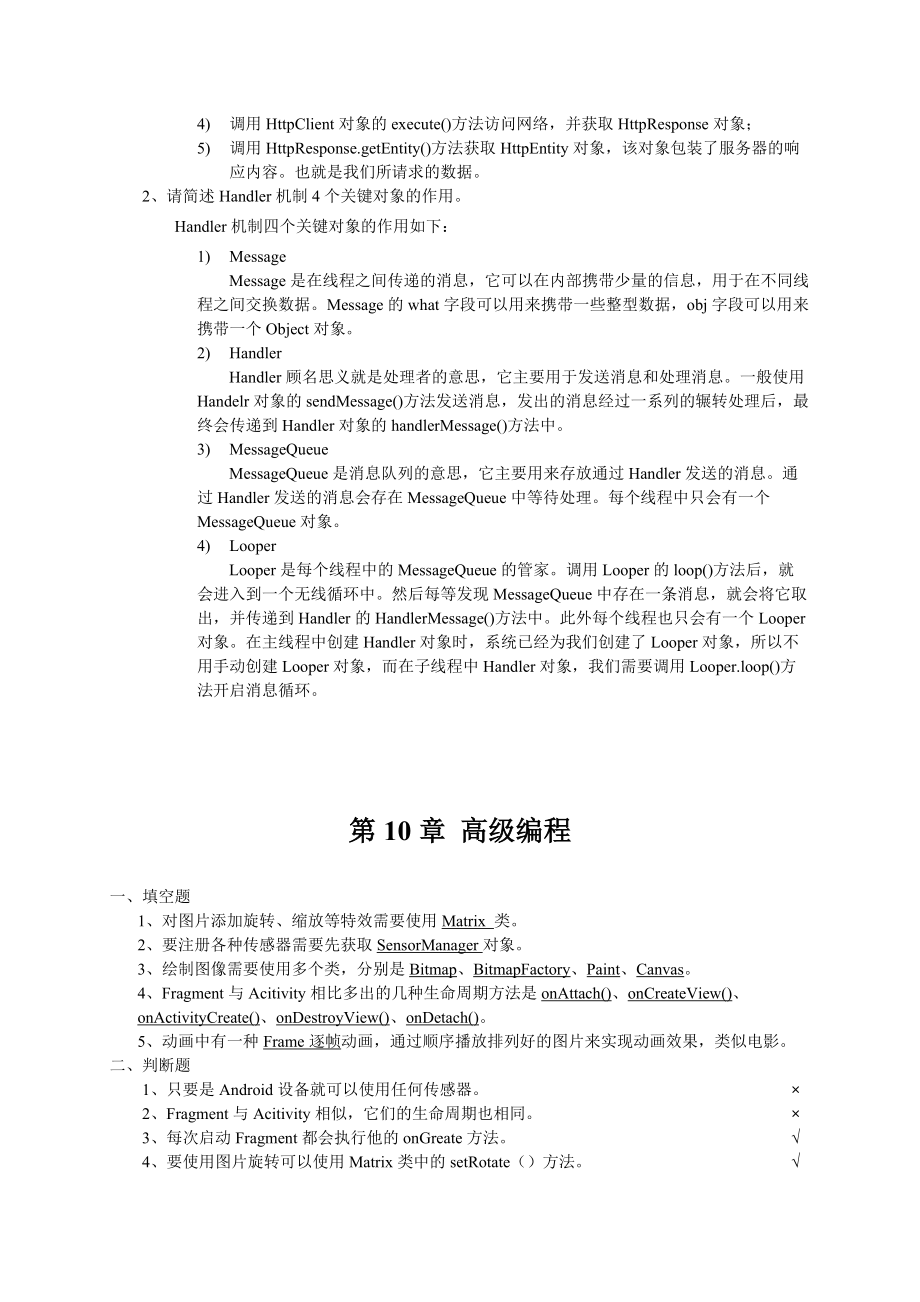 4) 调用 HttpClient 对象的 execute()方法访问网络，并获取 HttpResponse 对象；
5) 调用 HttpResponse.getEntity()方法获取 HttpEntity 对象，该对象包装了服务器的响
应内容。也就是我们所请求的数据。
2、请简述 Handler 机制 4 个关键对象的作用。
Handler 机制四个关键对象的作用如下：
1) Message
Message 是在线程之间传递的消息，它可以在内部携带少量的信息，用于在不同线
程之间交换数据。Message 的 what 字段可以用来携带一些整型数据，obj 字段可以用来
携带一个 Object 对象。
2) Handler
Handler 顾名思义就是处理者的意思，它主要用于发送消息和处理消息。一般使用
Handelr 对象的 sendMessage()方法发送消息，发出的消息经过一系列的辗转处理后，最
终会传递到 Handler 对象的 handlerMessage()方法中。
3) MessageQueue
MessageQueue 是消息队列的意思，它主要用来存放通过 Handler 发送的消息。通
过 Handler 发送的消息会存在 MessageQueue 中等待处理。每个线程中只会有一个
MessageQueue 对象。
4) Looper
Looper 是每个线程中的 MessageQueue 的管家。调用 Looper 的 loop()方法后，就
会进入到一个无线循环中。然后每等发现 MessageQueue 中存在一条消息，就会将它取
出，并传递到 Handler 的 HandlerMessage()方法中。此外每个线程也只会有一个 Looper
对象。在主线程中创建 Handler 对象时，系统已经为我们创建了 Looper 对象，所以不
用手动创建 Looper 对象，而在子线程中 Handler 对象，我们需要调用 Looper.loop()方
法开启消息循环。
第 10 章 高级编程
一、填空题
1、对图片添加旋转、缩放等特效需要使用 Matrix 类。
2、要注册各种传感器需要先获取 SensorManager 对象。
3、绘制图像需要使用多个类，分别是 Bitmap、BitmapFactory、Paint、Canvas。
4、Fragment 与 Acitivity 相比多出的几种生命周期方法是 onAttach()、onCreateView()、
onActivityCreate()、onDestroyView()、onDetach()。
5、动画中有一种 Frame 逐帧动画，通过顺序播放排列好的图片来实现动画效果，类似电影。
二、判断题
1、只要是 Android 设备就可以使用任何传感器。 ×
2、Fragment 与 Acitivity 相似，它们的生命周期也相同。 ×
3、每次启动 Fragment 都会执行他的 onGreate 方法。 √
4、要使用图片旋转可以使用 Matrix 类中的 setRotate（）方法。 √